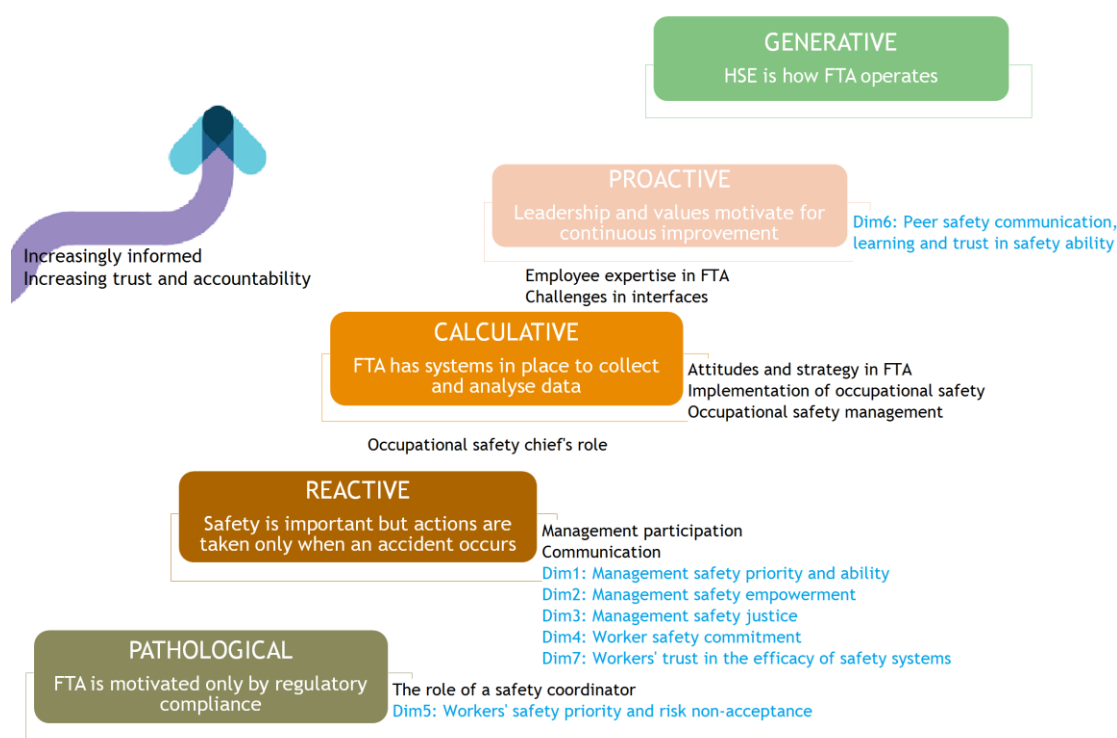 GENERATIVE
HSE is how FTA operates
PROACTIVE
Leadership and values motivate for
continuous improvement
Dim6: Peer safety communication,
learning and trust in safety ability
Increasingly informed
Increasing trust and accountability
Employee expertise in FTA
Challenges in interfaces
CALCULATIVE
FTA has systems in place to collect
and analyse data
Attitudes and strategy in FTA
Implementation of occupational safety
Occupational safety management
Occupational safety chief's role
REACTIVE
Safety is important but actions are
taken only when an accident occurs
Management participation
Communication
Dim1: Management safety priority and ability
Dim2: Management safety empowerment
Dim3: Management safety justice
Dim4: Worker safety commitment
Dim7: Workers' trust in the efficacy of safety systems
PATHOLOGICAL
FTA is motivated only by regulatory
compliance
The role of a safety coordinator
Dim5: Workers' safety priority and risk non-acceptance